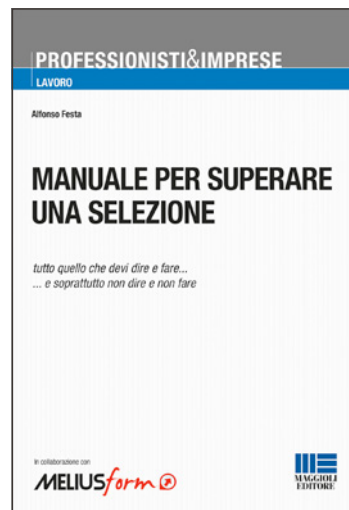 PROFESSIONISTI&IMPRESE
LAVORO
Alfonso Festa
MANUALE PER SUPERARE
UNA SELEZIONE
tutto quello che devi dire e fare...
... e soprattutto non dire e non fare
In collaborazione con
MELIUSform
MAGGIOLI
EDITORE